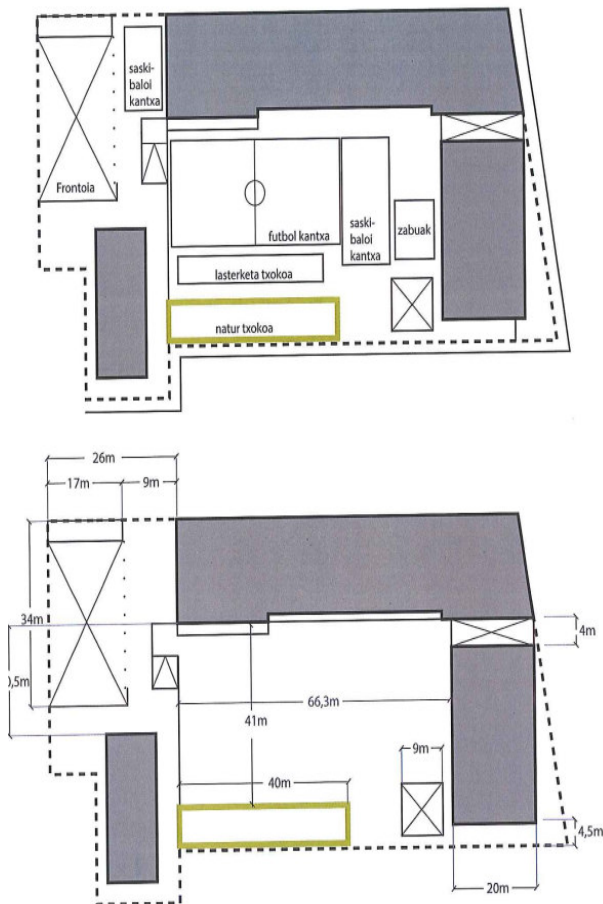 saski-
baloi
kantxa
Frontoia
futbol kantxa
saski-
baloi
kantxa
zabuak
lasterketa txokoa
natur txokoa
26m
17m
9m
34m
4m
,5m
66,3m
41m
9m
40m
4,5m
20m